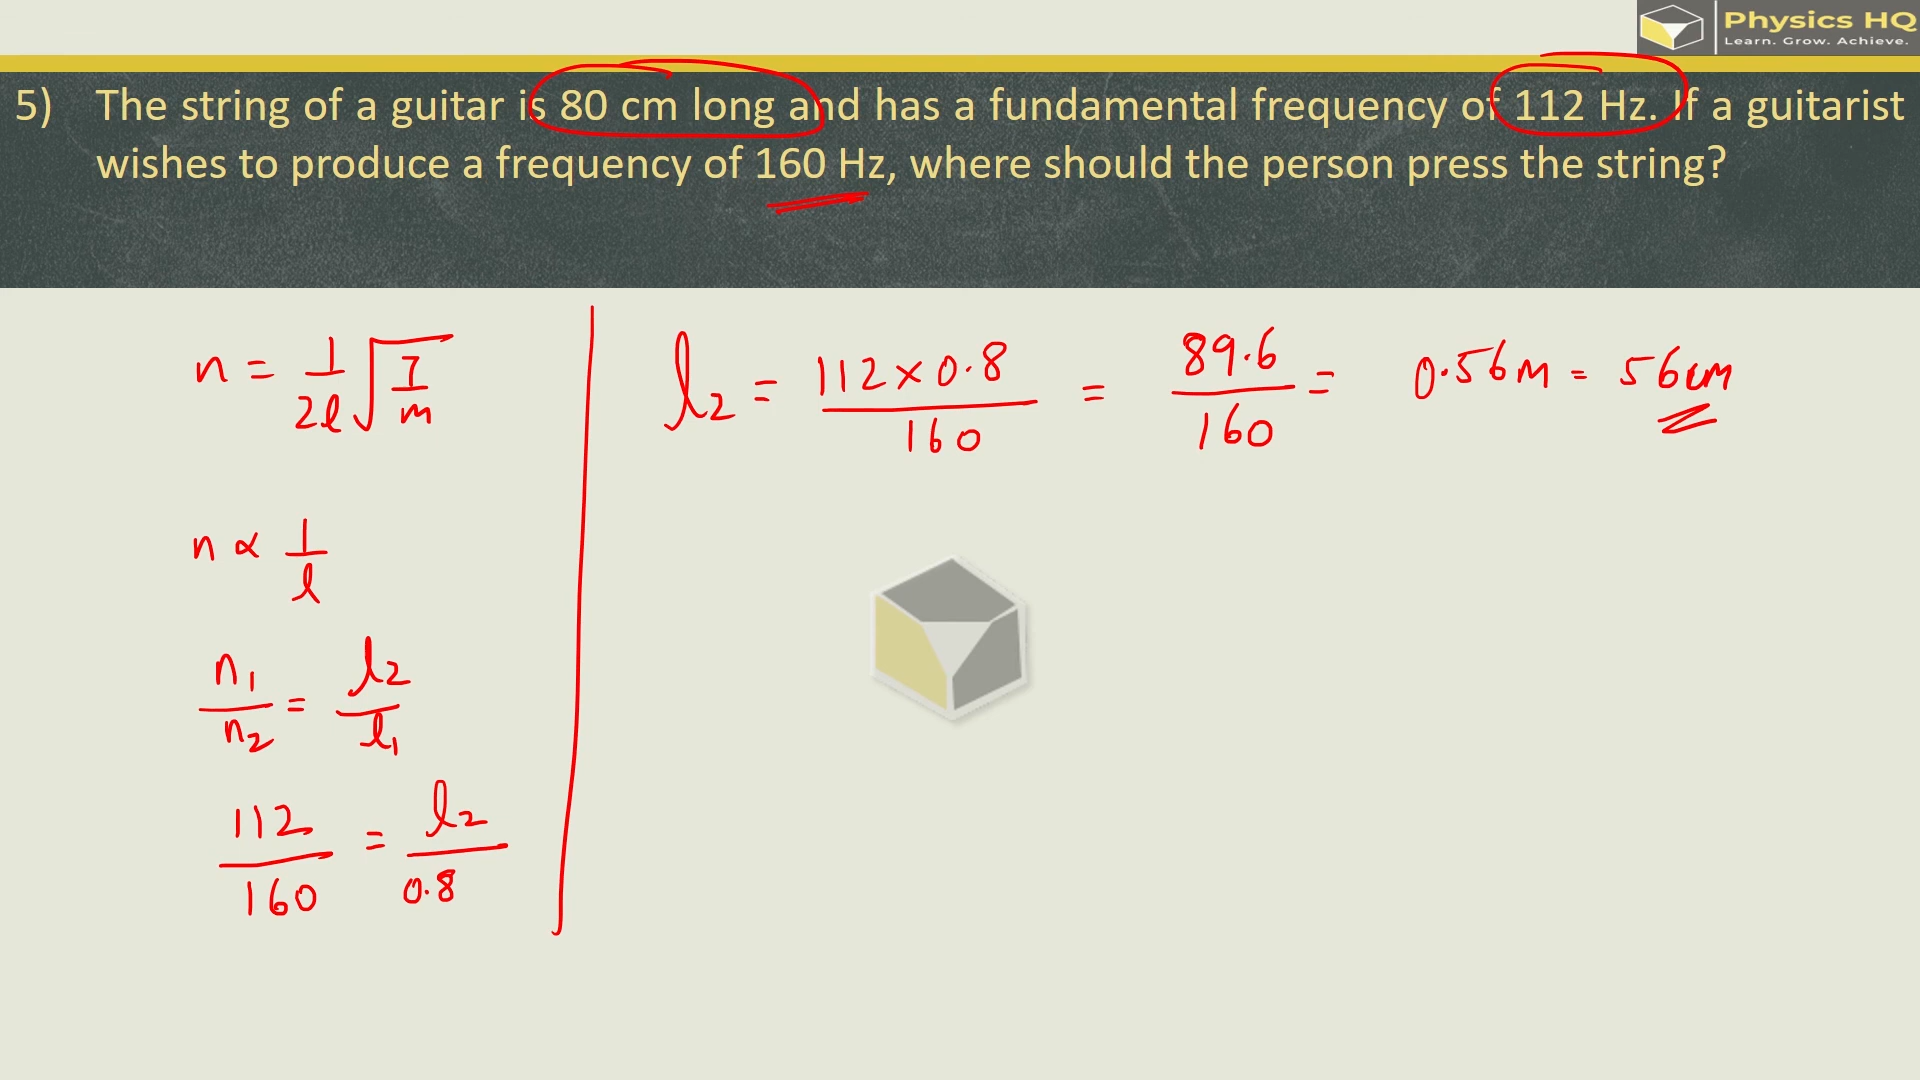 Physics HQ
Learn. Grow. Achieve.
5) The string of a guitar is 80 cm long and has a fundamental frequency of 112 Hz. If a guitarist
wishes to produce a frequency of 160 Hz, where should the person press the string?
n = 1/2l √T/m
n ∝ 1/l
n1/n2 = l2/l1
112/160 = l2/0.8
l2 = 112 × 0.8/160 = 89.6/160 = 0.56m = 56cm